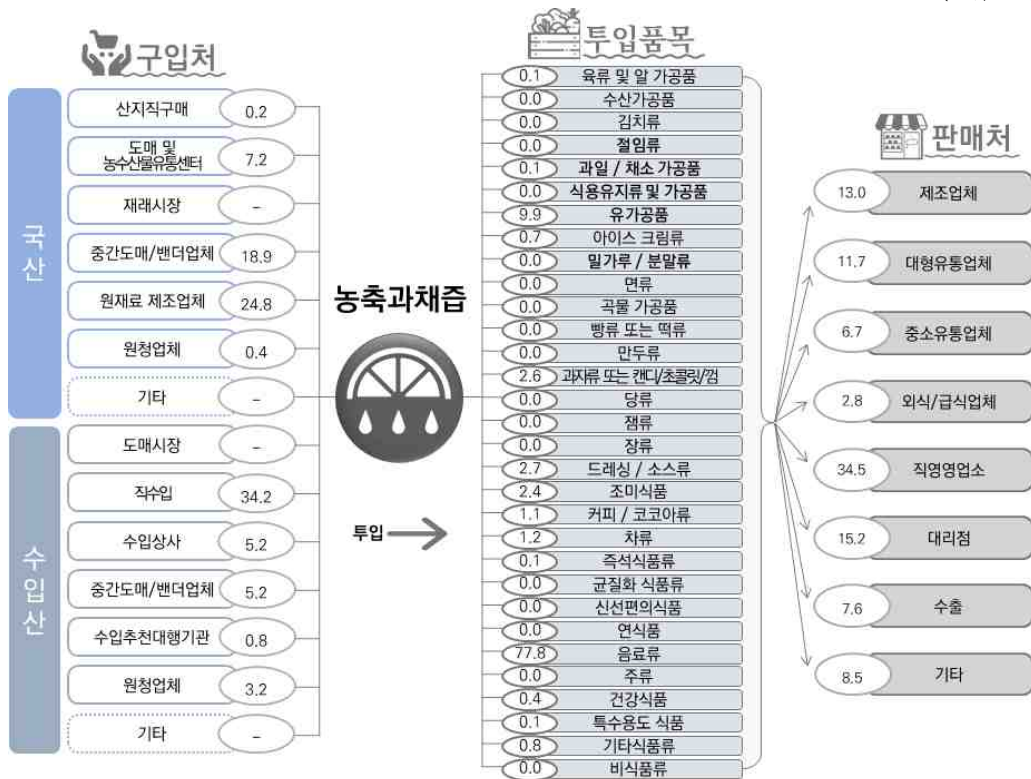 구입처
국산
산지직구매 0.2
도매 및
농수산물유통센터 7.2
재래시장 -
중간도매/밴더업체 18.9
원재료 제조업체 24.8
원청업체 0.4
기타 -
수입산
도매시장 -
직수입 34.2
수입상사 5.2
중간도매/밴더업체 5.2
수입추천대행기관 0.8
원청업체 3.2
기타 -
농축과채즙
투입
투입품목
0.1 육류 및 알 가공품
0.0 수산가공품
0.0 김치류
0.0 절임류
0.1 과일 / 채소 가공품
0.0 식용유지류 및 가공품
9.9 유가공품
0.7 아이스 크림류
0.0 밀가루 / 분말류
0.0 면류
0.0 곡물 가공품
0.0 빵류 또는 떡류
0.0 만두류
2.6 과자류 또는 캔디/초콜릿/껌
0.0 당류
0.0 잼류
0.0 장류
2.7 드레싱 / 소스류
2.4 조미식품
1.1 커피 / 코코아류
1.2 차류
0.1 즉석식품류
0.0 균질화 식품류
0.0 신선편의식품
0.0 연식품
77.8 음료류
0.0 주류
0.4 건강식품
0.1 특수용도 식품
0.8 기타식품류
0.0 비식품류
판매처
13.0 제조업체
11.7 대형유통업체
6.7 중소유통업체
2.8 외식/급식업체
34.5 직영영업소
15.2 대리점
7.6 수출
8.5 기타